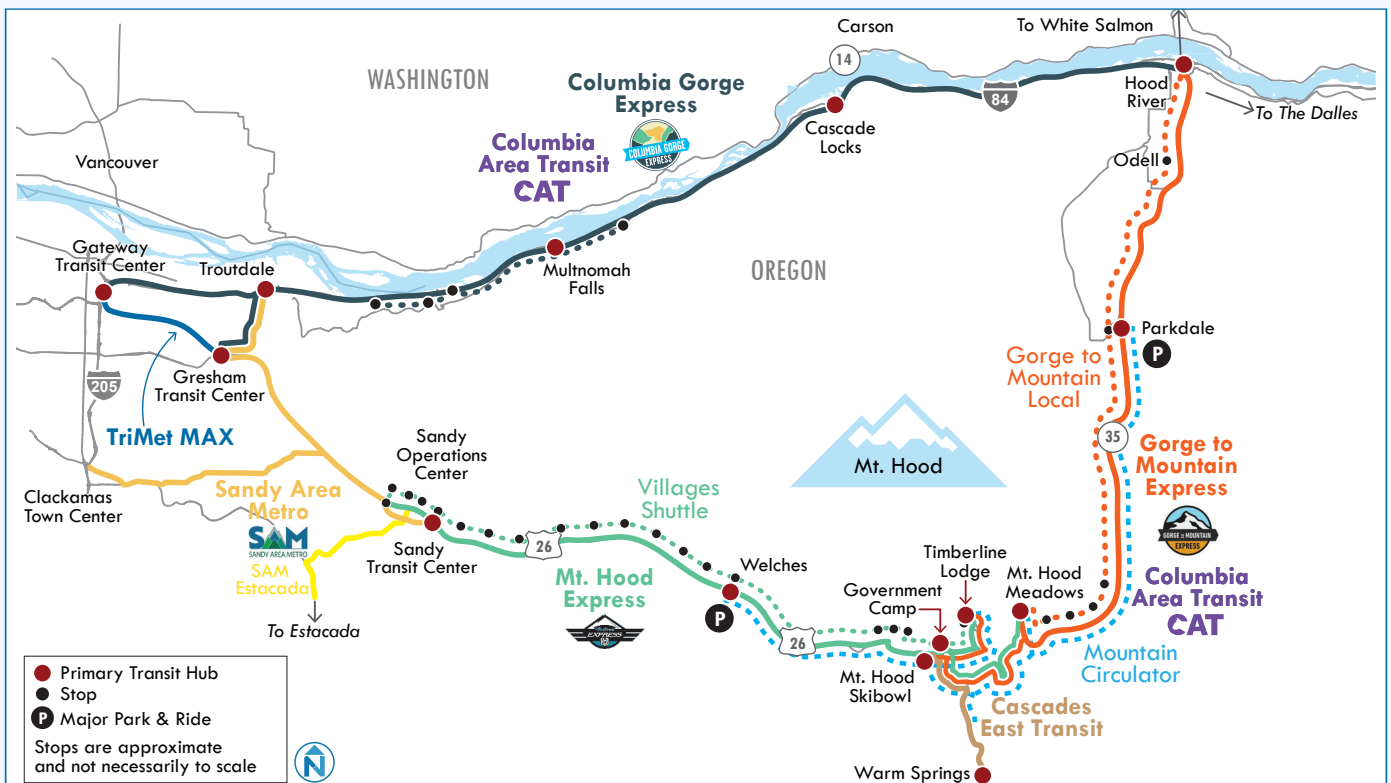 Carson
To White Salmon
14
WASHINGTON
Columbia Gorge
Express
COLUMBIA GORGE
EXPRESS
84
Hood
River
To The Dalles
Columbia
Area Transit
CAT
Cascade
Locks
Vancouver
Odell
Gateway
Transit Center
Troutdale
Multnomah
Falls
OREGON
Parkdale
P
Gorge to
Mountain
Local
Gresham
Transit Center
205
TriMet MAX
35
Mt. Hood
Gorge to
Mountain
Express
GORGE TO MOUNTAIN
EXPRESS
Sandy
Operations
Center
Clackamas
Town Center
Sandy Area
Metro
SAM
SANDY AREA METRO
SAM
Estacada
To Estacada
Sandy
Transit Center
26
Villages
Shuttle
Mt. Hood
Express
EXPRESS
Welches
P
26
Government
Camp
Timberline
Lodge
Mt. Hood
Meadows
Columbia
Area Transit
CAT
Mountain
Circulator
Mt. Hood
Skibowl
Cascades
East Transit
Warm Springs
Primary Transit Hub
Stop
P Major Park & Ride
Stops are approximate
and not necessarily to scale
N